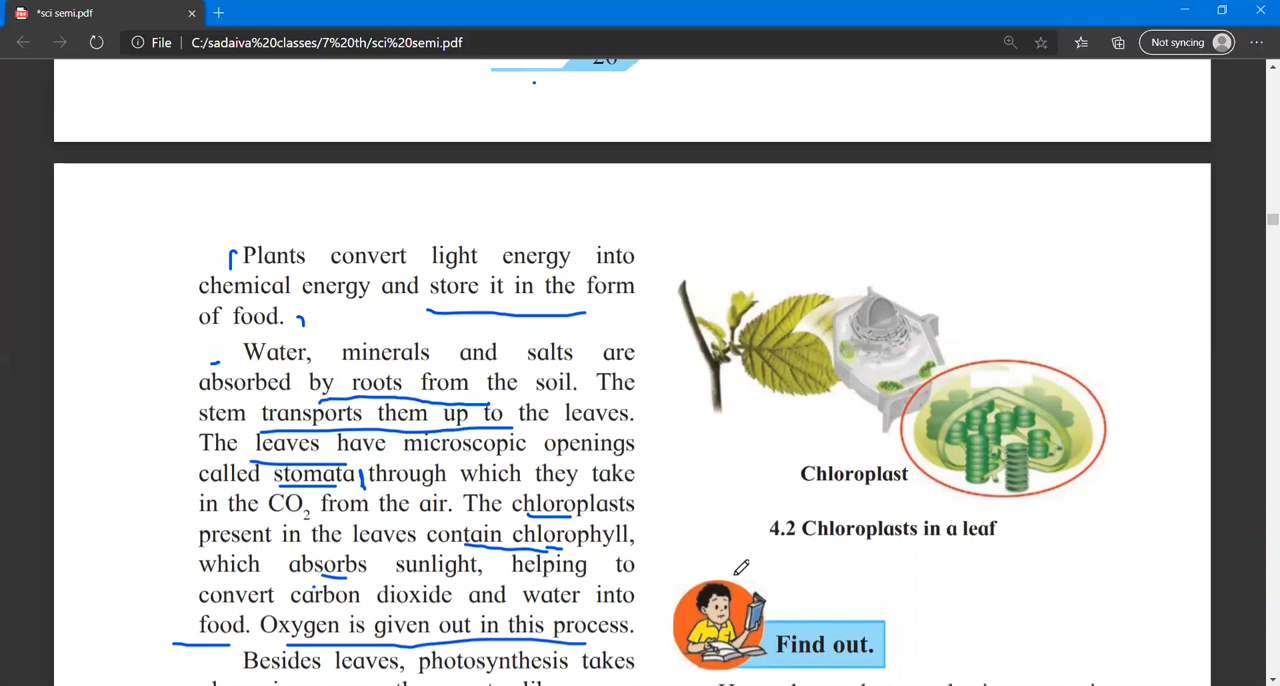 *sci semi.pdf
File | C:/sadaiva%20classes/7%20th/sci%20semi.pdf
Not syncing
Plants convert light energy into
chemical energy and store it in the form
of food.
Water, minerals and salts are
absorbed by roots from the soil. The
stem transports them up to the leaves.
The leaves have microscopic openings
called stomata through which they take
in the CO₂ from the air. The chloroplasts
present in the leaves contain chlorophyll,
which absorbs sunlight, helping to
convert carbon dioxide and water into
food. Oxygen is given out in this process.
Besides leaves, photosynthesis takes
Chloroplast
4.2 Chloroplasts in a leaf
Find out.